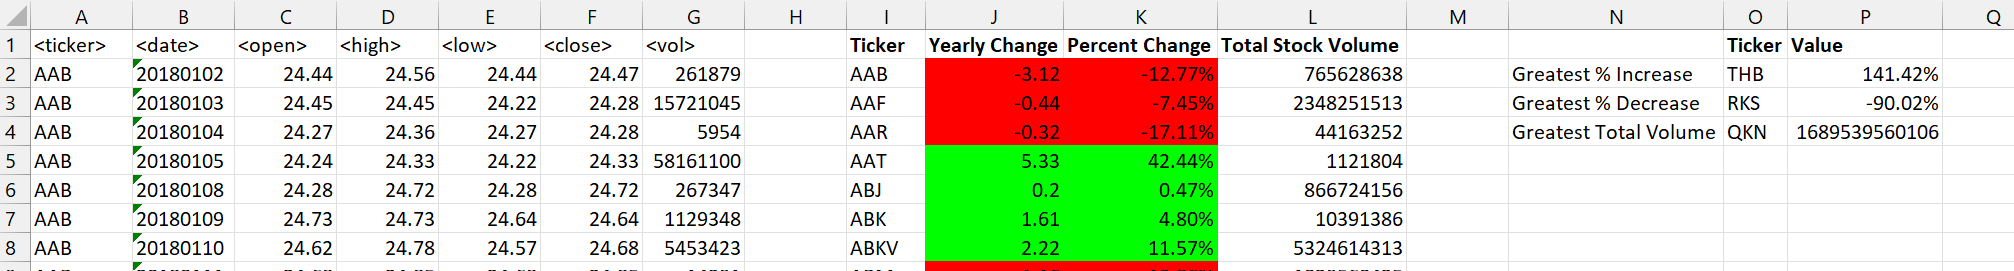 A B C D E F G H I J K L M N O P Q
1 <ticker> <date> <open> <high> <low> <close> <vol> Ticker Yearly Change Percent Change Total Stock Volume Ticker Value
2 AAB 20180102 24.44 24.56 24.44 24.47 261879 AAB -3.12 -12.77% 765628638 Greatest % Increase THB 141.42%
3 AAB 20180103 24.45 24.45 24.22 24.28 15721045 AAF -0.44 -7.45% 2348251513 Greatest % Decrease RKS -90.02%
4 AAB 20180104 24.27 24.36 24.27 24.28 5954 AAR -0.32 -17.11% 44163252 Greatest Total Volume QKN 1689539560106
5 AAB 20180105 24.24 24.33 24.22 24.33 58161100 AAT 5.33 42.44% 1121804
6 AAB 20180108 24.28 24.72 24.28 24.72 267347 ABJ 0.2 0.47% 866724156
7 AAB 20180109 24.73 24.73 24.64 24.64 1129348 ABK 1.61 4.80% 10391386
8 AAB 20180110 24.62 24.78 24.57 24.68 5453423 ABKV 2.22 11.57% 5324614313